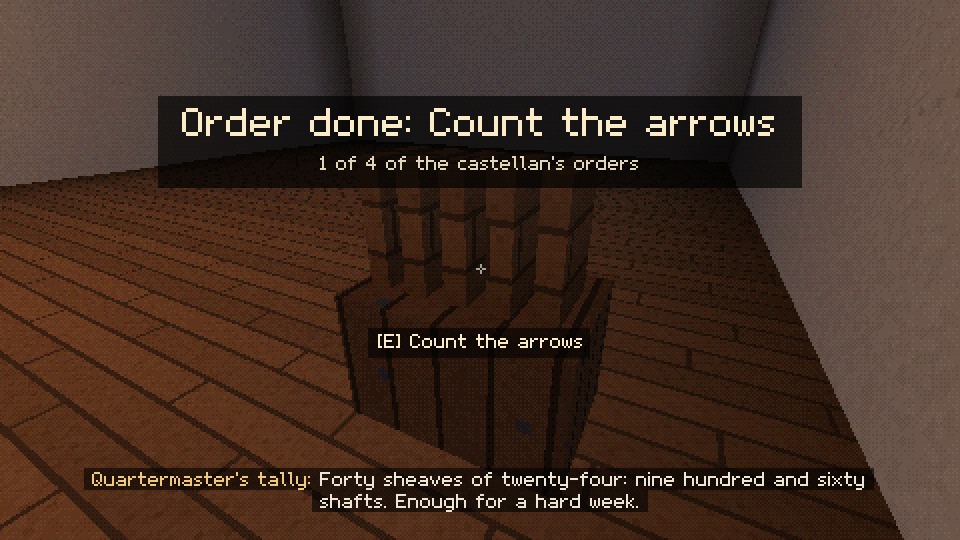 Order done: Count the arrows
1 of 4 of the castellan's orders
[E] Count the arrows
Quartermaster's tally: Forty sheaves of twenty-four: nine hundred and sixty
shafts. Enough for a hard week.